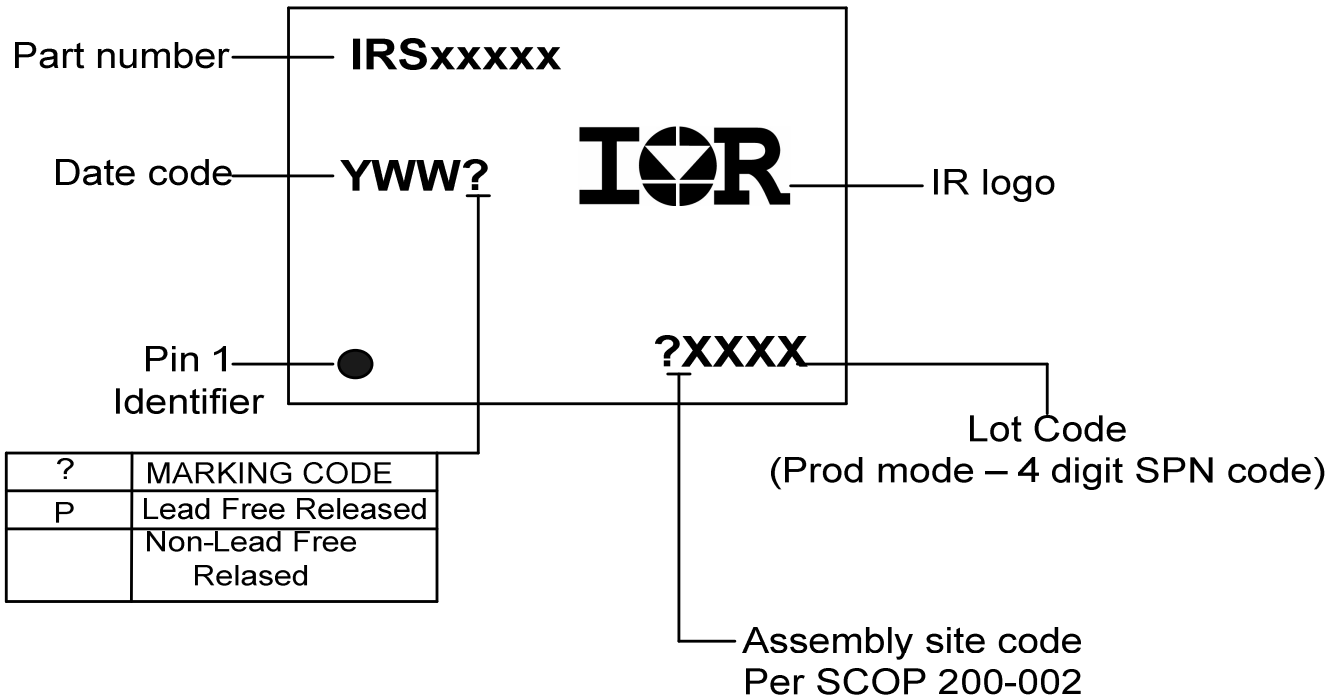 Part number
IRSxxxxx
Date code
YWW?
IOR
IR logo
Pin 1
Identifier
?XXXX
Lot Code
(Prod mode – 4 digit SPN code)
? MARKING CODE
P Lead Free Released
Non-Lead Free
Relased
Assembly site code
Per SCOP 200-002